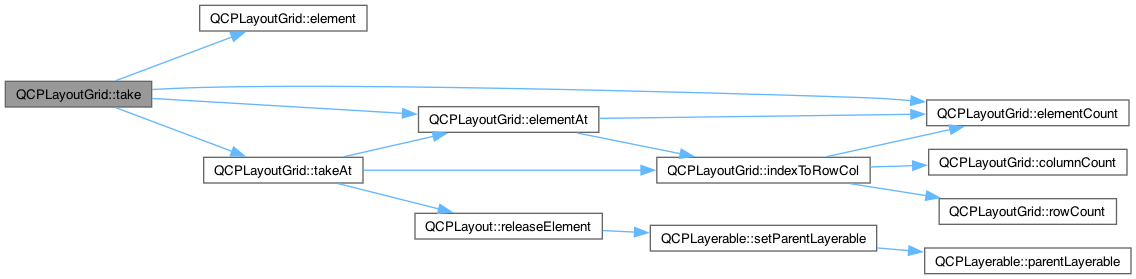 QCPLayoutGrid::element
QCPLayoutGrid::take
QCPLayoutGrid::elementAt
QCPLayoutGrid::elementCount
QCPLayoutGrid::takeAt
QCPLayoutGrid::indexToRowCol
QCPLayoutGrid::columnCount
QCPLayoutGrid::rowCount
QCPLayout::releaseElement
QCPLayerable::setParentLayerable
QCPLayerable::parentLayerable